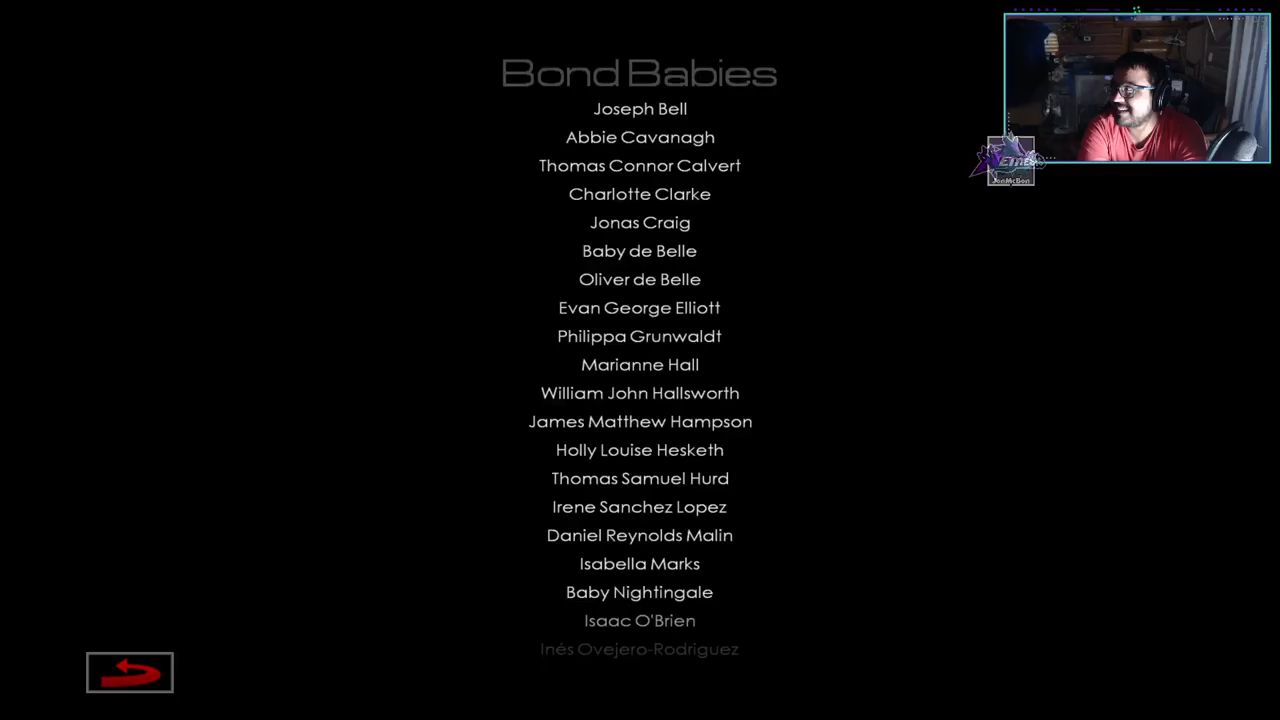 Bond Babies
Joseph Bell
Abbie Cavanagh
Thomas Connor Calvert
Charlotte Clarke
Jonas Craig
Baby de Belle
Oliver de Belle
Evan George Elliott
Philippa Grunwaldt
Marianne Hall
William John Hallsworth
James Matthew Hampson
Holly Louise Hesketh
Thomas Samuel Hurd
Irene Sanchez Lopez
Daniel Reynolds Malin
Isabella Marks
Baby Nightingale
Isaac O'Brien
Inés Ovejero-Rodriguez